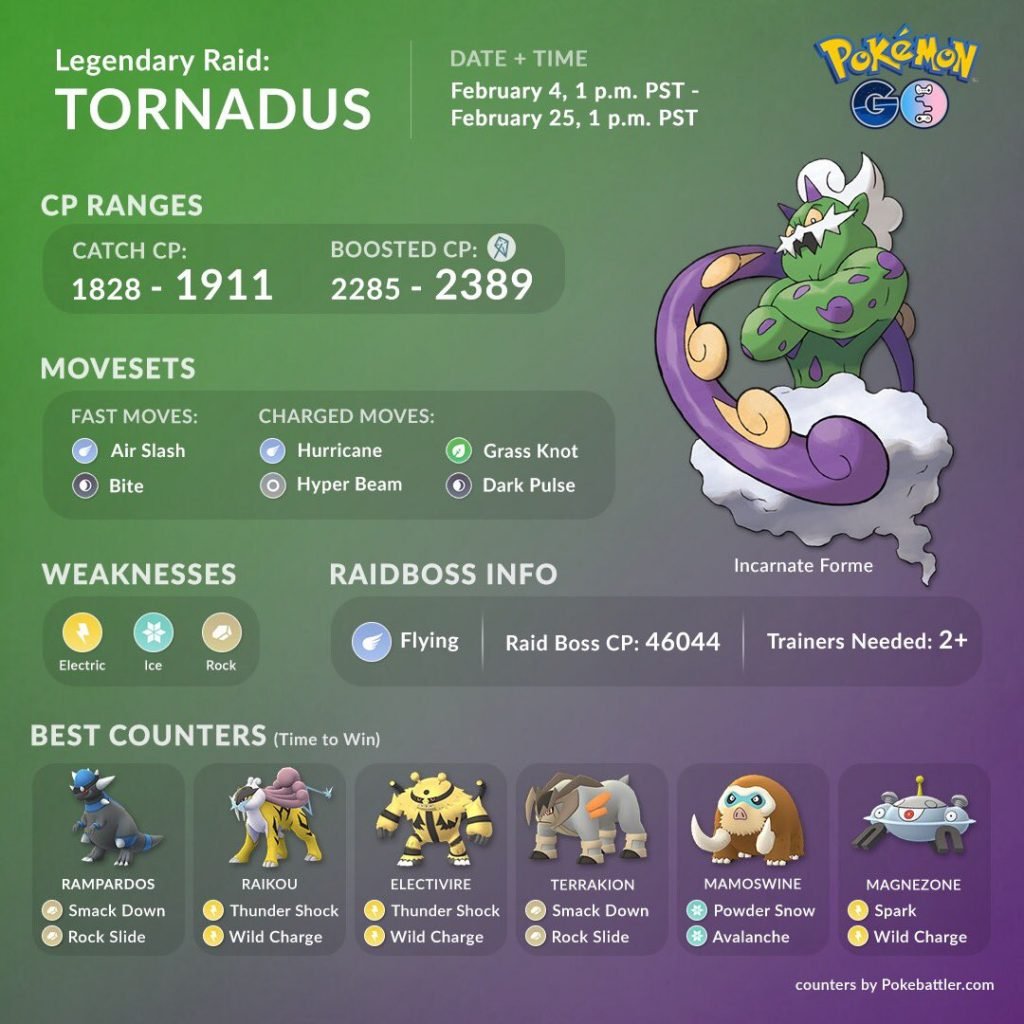 Legendary Raid:
TORNADUS
DATE + TIME
February 4, 1 p.m. PST -
February 25, 1 p.m. PST
POKéMON
GO
CP RANGES
CATCH CP:
1828 - 1911
BOOSTED CP:
2285 - 2389
MOVESETS
FAST MOVES:
Air Slash
Bite
CHARGED MOVES:
Hurricane
Grass Knot
Hyper Beam
Dark Pulse
Incarnate Forme
WEAKNESSES
Electric
Ice
Rock
RAIDBOSS INFO
Flying
Raid Boss CP: 46044
Trainers Needed: 2+
BEST COUNTERS (Time to Win)
RAMPARDOS
Smack Down
Rock Slide
RAIKOU
Thunder Shock
Wild Charge
ELECTIVIRE
Thunder Shock
Wild Charge
TERRAKION
Smack Down
Rock Slide
MAMOSWINE
Powder Snow
Avalanche
MAGNEZONE
Spark
Wild Charge
counters by Pokebattler.com